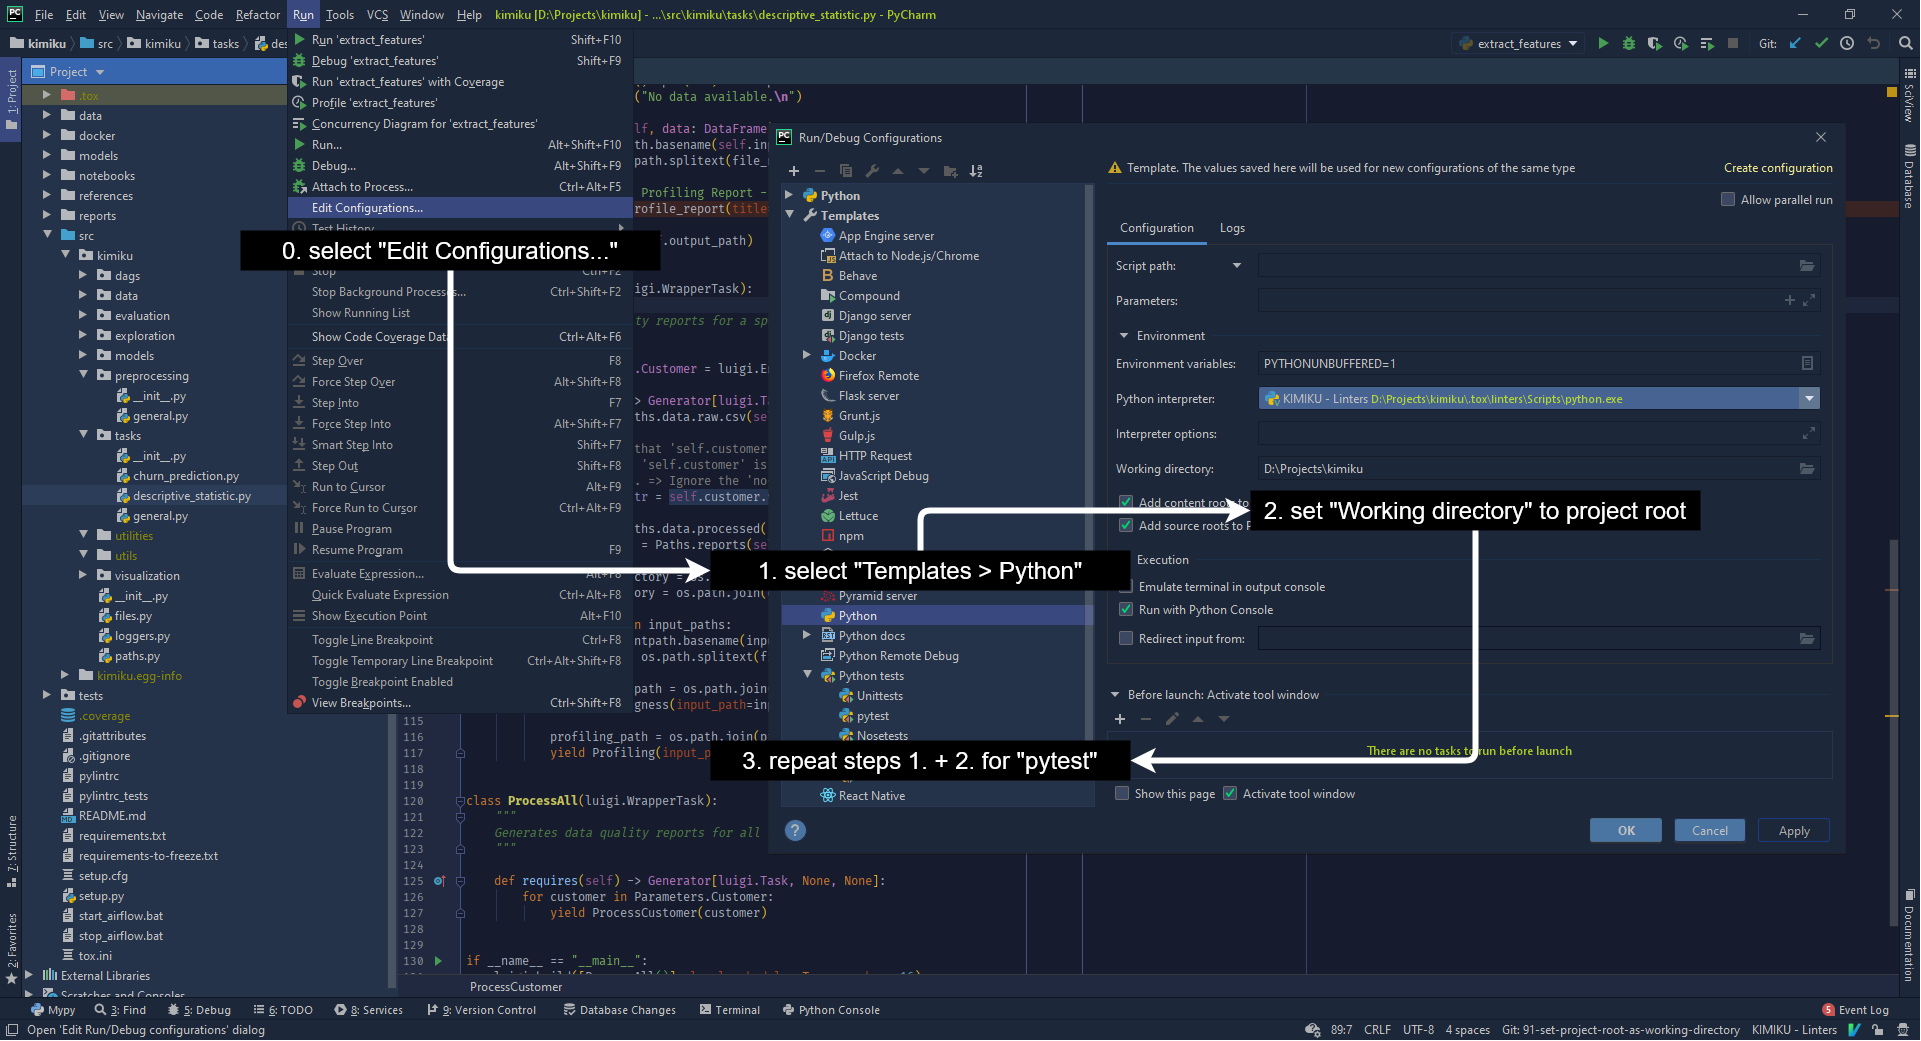 File Edit View Navigate Code Refactor Run Tools VCS Window Help kimiku [D:\Projects\kimiku] - ...\src\kimiku\tasks\descriptive_statistic.py - PyCharm
kimiku src kimiku tasks
extract_features Git:
1: Project
7: Structure
2: Favorites
Project
.tox
data
docker
models
notebooks
references
reports
src
kimiku
dags
data
evaluation
exploration
models
preprocessing
__init__.py
general.py
tasks
__init__.py
churn_prediction.py
descriptive_statistic.py
general.py
utilities
utils
visualization
__init__.py
files.py
loggers.py
paths.py
kimiku.egg-info
tests
.coverage
.gitattributes
.gitignore
pylintrc
pylintrc_tests
README.md
requirements.txt
requirements-to-freeze.txt
setup.cfg
setup.py
start_airflow.bat
stop_airflow.bat
tox.ini
External Libraries
Scratches and Consoles
Run 'extract_features' Shift+F10
Debug 'extract_features' Shift+F9
Run 'extract_features' with Coverage
Profile 'extract_features'
Concurrency Diagram for 'extract_features'
Run... Alt+Shift+F10
Debug... Alt+Shift+F9
Attach to Process... Ctrl+Alt+F5
Edit Configurations...
Test History
0. select "Edit Configurations..."
Stop Ctrl+F2
Stop Background Processes... Ctrl+Shift+F2
Show Running List
Show Code Coverage Data Ctrl+Alt+F6
Step Over F8
Force Step Over Alt+Shift+F8
Step Into F7
Force Step Into Alt+Shift+F7
Smart Step Into Shift+F7
Step Out Shift+F8
Run to Cursor Alt+F9
Force Run to Cursor Ctrl+Alt+F9
Pause Program
Resume Program F9
Evaluate Expression... Alt+F8
Quick Evaluate Expression Ctrl+Alt+F8
Show Execution Point Alt+F10
Toggle Line Breakpoint Ctrl+F8
Toggle Temporary Line Breakpoint Ctrl+Alt+Shift+F8
Toggle Breakpoint Enabled
View Breakpoints... Ctrl+Shift+F8
("No data available.\n")
lf, data: DataFrame
th.basename(self.in
path.splitext(file_
Profiling Report -
rofile_report(title
f.output_path)
igi.WrapperTask):
ty reports for a sp
.Customer = luigi.E
> Generator[luigi.Ta
ths.data.raw.csv(se
that 'self.customer
'self.customer' is
. => Ignore the 'no
tr = self.customer.
ths.data.processed(
= Paths.reports(se
ctory = os.
ory = os.path.join(
n input_paths:
ntpath.basename(inp
os.path.splitext(f
path = os.path.join
gness(input_path=in
115
116 profiling_path = os.path.join(p
117 yield Profiling(input_p
118
119
120 class ProcessAll(luigi.WrapperTask):
121 """
122 Generates data quality reports for all
123 """
124
125 def requires(self) -> Generator[luigi.Task, None, None]:
126 for customer in Parameters.Customer:
127 yield ProcessCustomer(customer)
128
129
130 if __name__ == "__main__":
ProcessCustomer
Run/Debug Configurations
Python
Templates
App Engine server
Attach to Node.js/Chrome
Behave
Compound
Django server
Django tests
Docker
Firefox Remote
Flask server
Grunt.js
Gulp.js
HTTP Request
JavaScript Debug
Jest
Lettuce
npm
1. select "Templates > Python"
Pyramid server
Python
Python docs
Python Remote Debug
Python tests
Unittests
pytest
Nosetests
3. repeat steps 1. + 2. for "pytest"
React Native
Template. The values saved here will be used for new configurations of the same type Create configuration
Allow parallel run
Configuration Logs
Script path:
Parameters:
Environment
Environment variables: PYTHONUNBUFFERED=1
Python interpreter: KIMIKU - Linters D:\Projects\kimiku\.tox\linters\Scripts\python.exe
Interpreter options:
Working directory: D:\Projects\kimiku
Add content roots to
2. set "Working directory" to project root
Add source roots to P
Execution
Emulate terminal in output console
Run with Python Console
Redirect input from:
Before launch: Activate tool window
There are no tasks to run before launch
Show this page Activate tool window
? OK Cancel Apply
SciView
Database
Documentation
Mypy 3: Find 5: Debug 6: TODO 8: Services 9: Version Control Database Changes Terminal Python Console 5 Event Log
Open 'Edit Run/Debug configurations' dialog 89:7 CRLF UTF-8 4 spaces Git: 91-set-project-root-as-working-directory KIMIKU - Linters